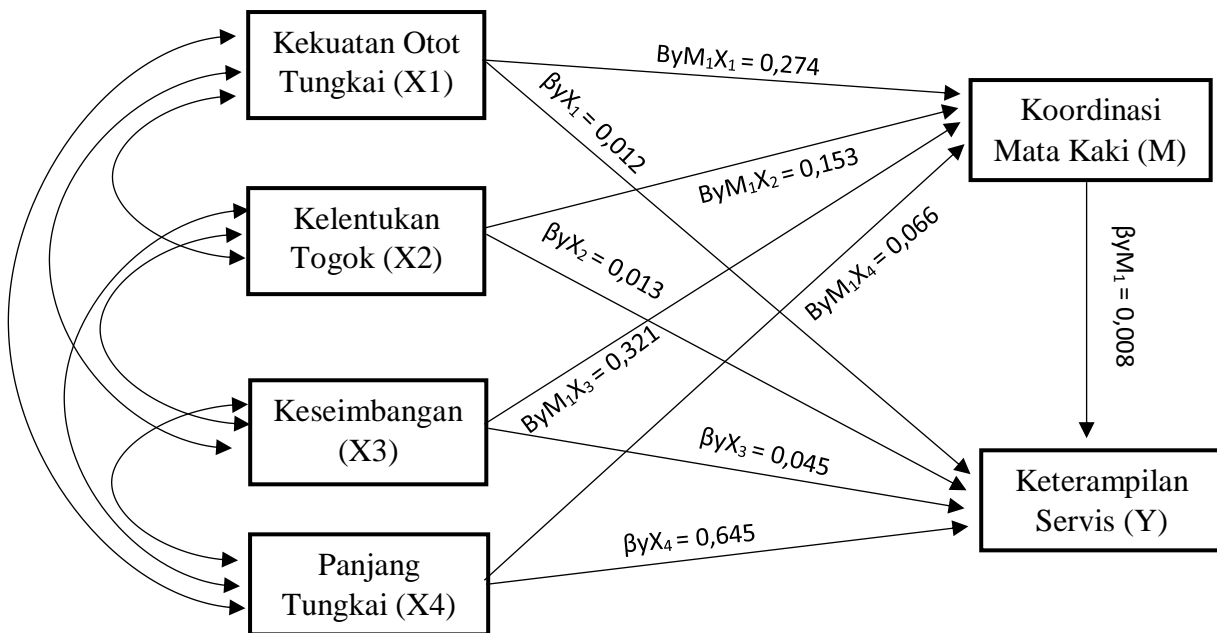 Kekuatan Otot
Tungkai (X1)
ByM₁X₁ = 0,274
βyX₁ = 0,012
Koordinasi
Mata Kaki (M)
Kelentukan
Togok (X2)
ByM₁X₂ = 0,153
βyX₂ = 0,013
ByM₁X₄ = 0,066
βyM₁ = 0,008
Keseimbangan
(X3)
ByM₁X₃ = 0,321
βyX₃ = 0,045
Keterampilan
Servis (Y)
Panjang
Tungkai (X4)
βyX₄ = 0,645